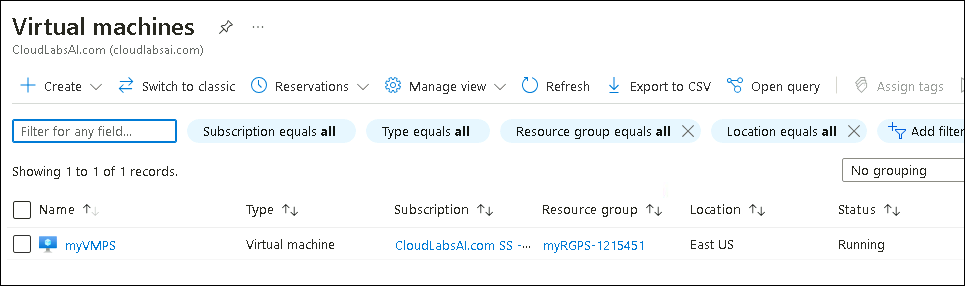 Virtual machines ...
CloudLabsAI.com (cloudlabsai.com)
Create Switch to classic Reservations Manage view Refresh Export to CSV Open query Assign tags
Filter for any field... Subscription equals all Type equals all Resource group equals all Location equals all Add filter
Showing 1 to 1 of 1 records.
No grouping
Name Type Subscription Resource group Location Status
myVMPS Virtual machine CloudLabsAI.com SS -... myRGPS-1215451 East US Running